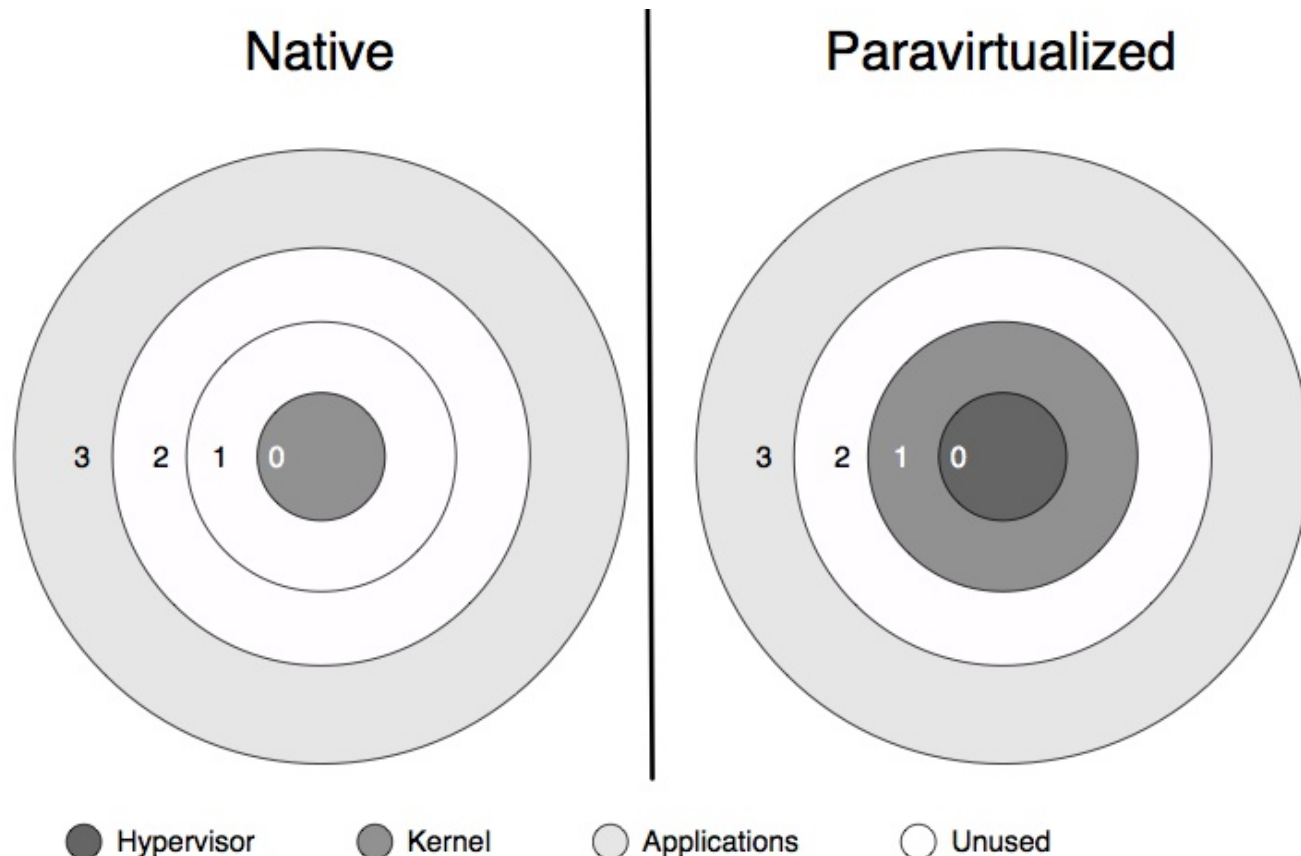 Native
Paravirtualized
3 2 1 0
3 2 1 0
Hypervisor
Kernel
Applications
Unused